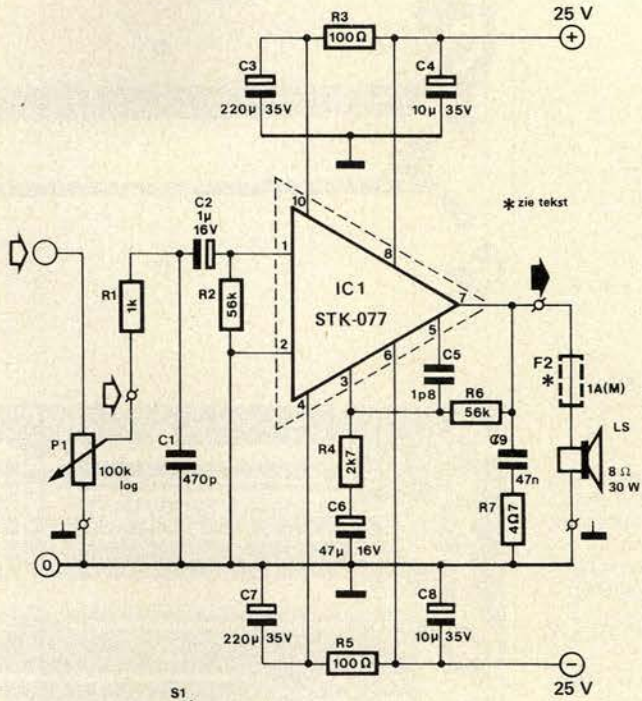 25 V
R3
100Ω
+
C3
220µ 35V
C4
10µ 35V
* zie tekst
C2
1µ
16V
10
8
1
R1
1k
R2
56k
IC1
STK-077
7
2
5
6
3
4
C5
1p8
R6
56k
F2
*
1A(M)
P1
100k
log
C1
470p
R4
2k7
C6
47µ 16V
C9
47n
R7
4Ω7
LS
8 Ω
30 W
0
C7
220µ 35V
C8
10µ 35V
R5
100Ω
−
25 V
S1